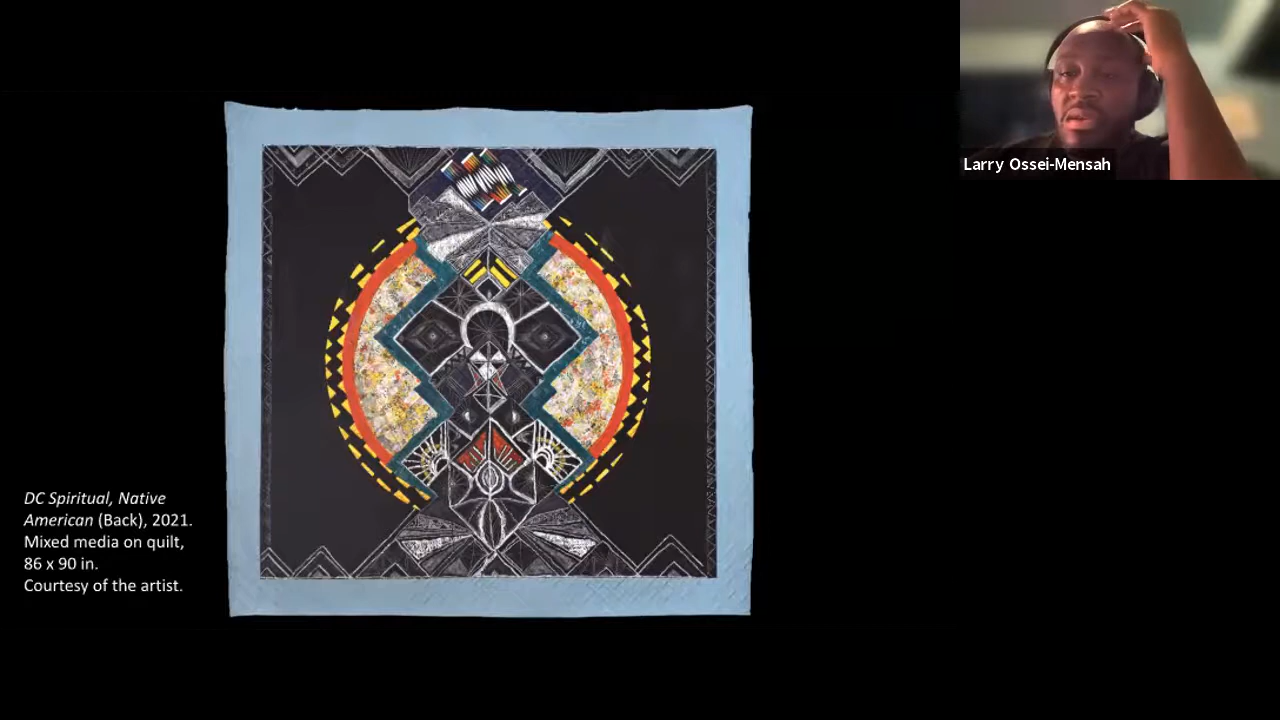 Larry Ossei-Mensah
DC Spiritual, Native
American (Back), 2021.
Mixed media on quilt,
86 x 90 in.
Courtesy of the artist.